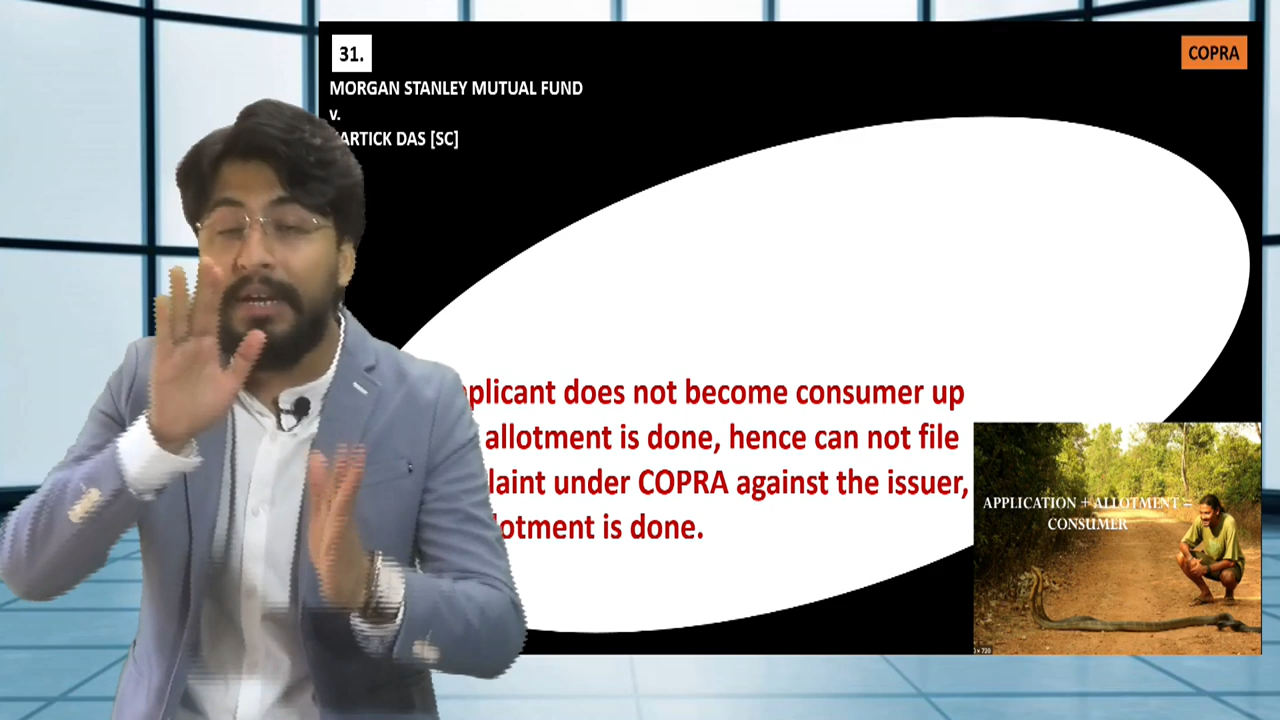 31.
COPRA
MORGAN STANLEY MUTUAL FUND
v.
ARTICK DAS [SC]
plicant does not become consumer up
allotment is done, hence can not file
laint under COPRA against the issuer,
lotment is done.
APPLICATION + ALLOTMENT =
CONSUMER
× 720